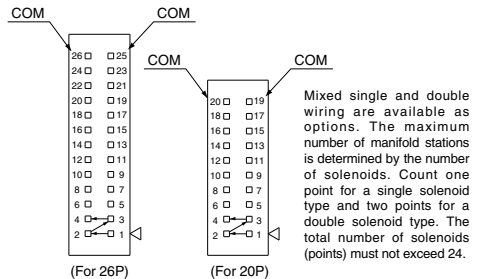 COM COM
26 25
24 23
22 21
20 19
18 17
16 15
14 13
12 11
10 9
8 7
6 5
4 3
2 1
(For 26P)
COM COM
20 19
18 17
16 15
14 13
12 11
10 9
8 7
6 5
4 3
2 1
(For 20P)
Mixed single and double
wiring are available as
options. The maximum
number of manifold stations
is determined by the number
of solenoids. Count one
point for a single solenoid
type and two points for a
double solenoid type. The
total number of solenoids
(points) must not exceed 24.